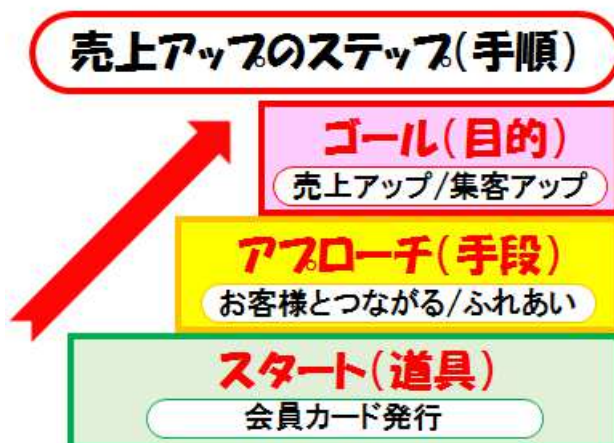 売上アップのステップ(手順)
ゴール(目的)
売上アップ/集客アップ
アプローチ(手段)
お客様とつながる/ふれあい
スタート(道具)
会員カード発行